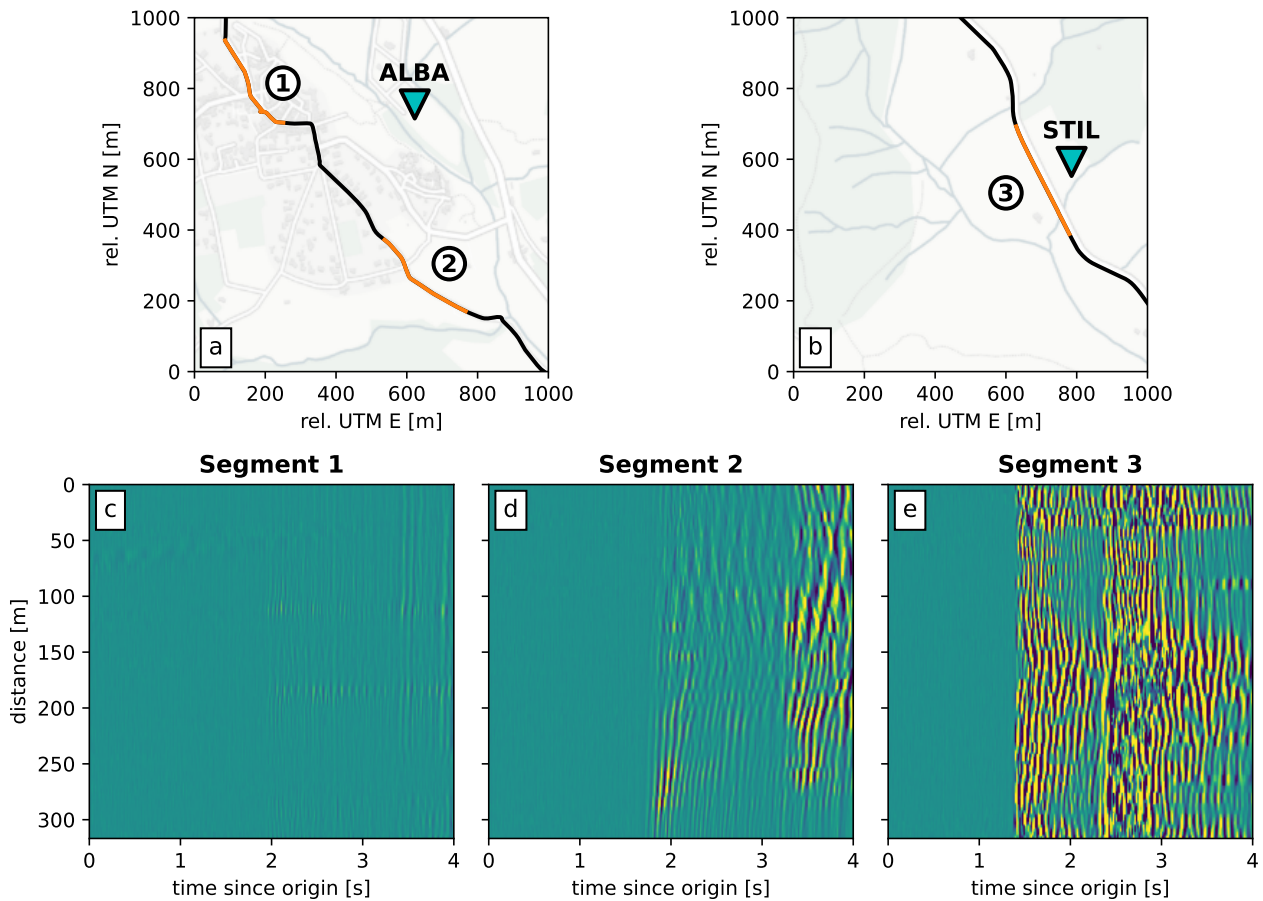 1000
800
600
400
200
0
rel. UTM N [m]
1
ALBA
2
a
0 200 400 600 800 1000
rel. UTM E [m]
1000
800
600
400
200
0
rel. UTM N [m]
STIL
3
b
0 200 400 600 800 1000
rel. UTM E [m]
Segment 1
0
50
100
150
200
250
300
distance [m]
c
0 1 2 3 4
time since origin [s]
Segment 2
d
0 1 2 3 4
time since origin [s]
Segment 3
e
0 1 2 3 4
time since origin [s]